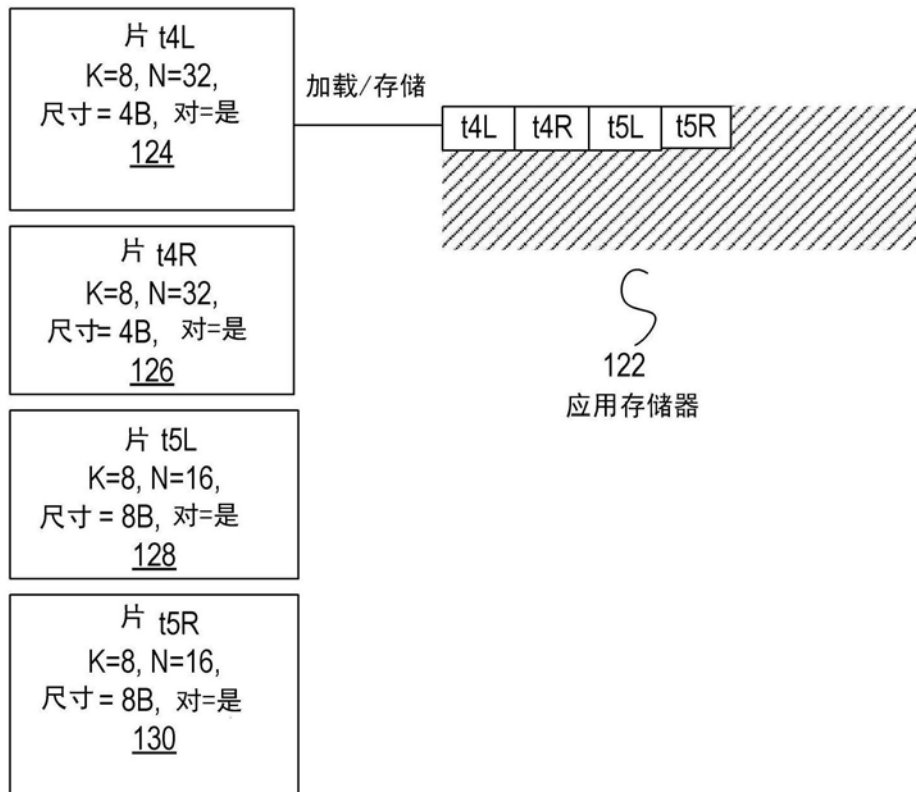 片 t4L
K=8, N=32,
尺寸 = 4B, 对=是
124
加载/存储
t4L t4R t5L t5R
片 t4R
K=8, N=32,
尺寸 = 4B, 对=是
126
122
应用存储器
片 t5L
K=8, N=16,
尺寸 = 8B, 对=是
128
片 t5R
K=8, N=16,
尺寸 = 8B, 对=是
130